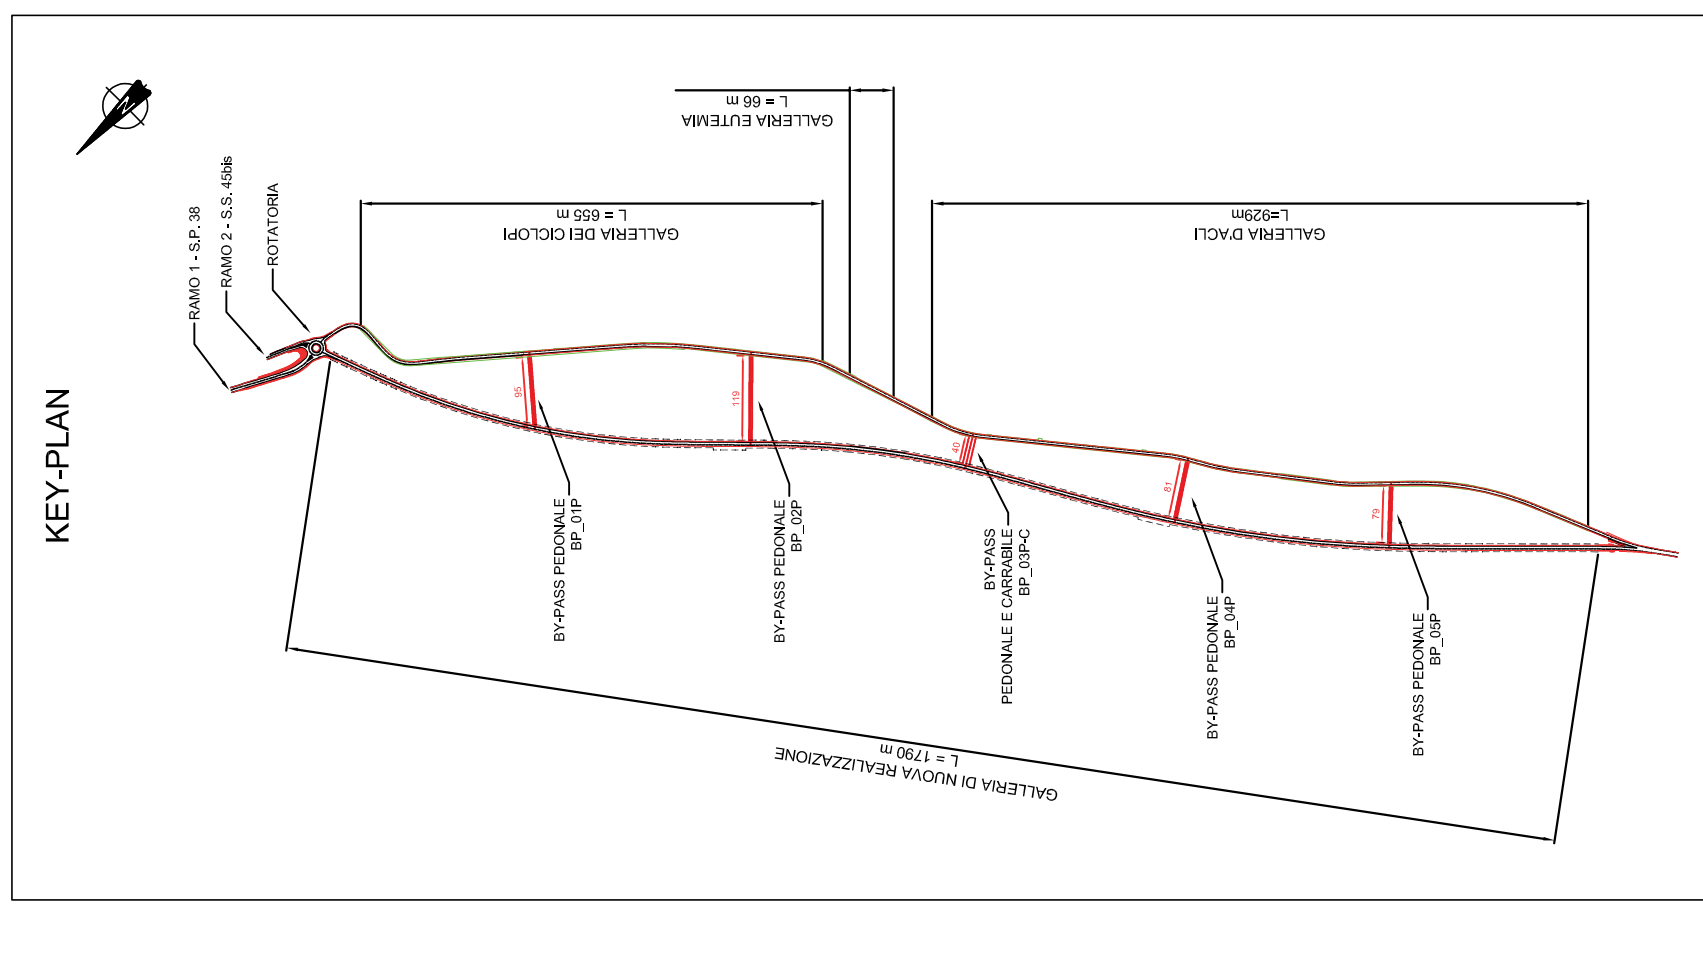 KEY-PLAN
N
RAMO 1 - S.P. 38
RAMO 2 - S.S. 45bis
ROTATORIA
GALLERIA DEI CICLOPI
L = 655 m
GALLERIA EUTEMIA
L = 66 m
GALLERIA D'ACLI
L=929m
95
119
40
81
79
BY-PASS PEDONALE
BP_01P
BY-PASS PEDONALE
BP_02P
BY-PASS
PEDONALE E CARRABILE
BP_03P-C
BY-PASS PEDONALE
BP_04P
BY-PASS PEDONALE
BP_05P
GALLERIA DI NUOVA REALIZZAZIONE
L = 1790 m